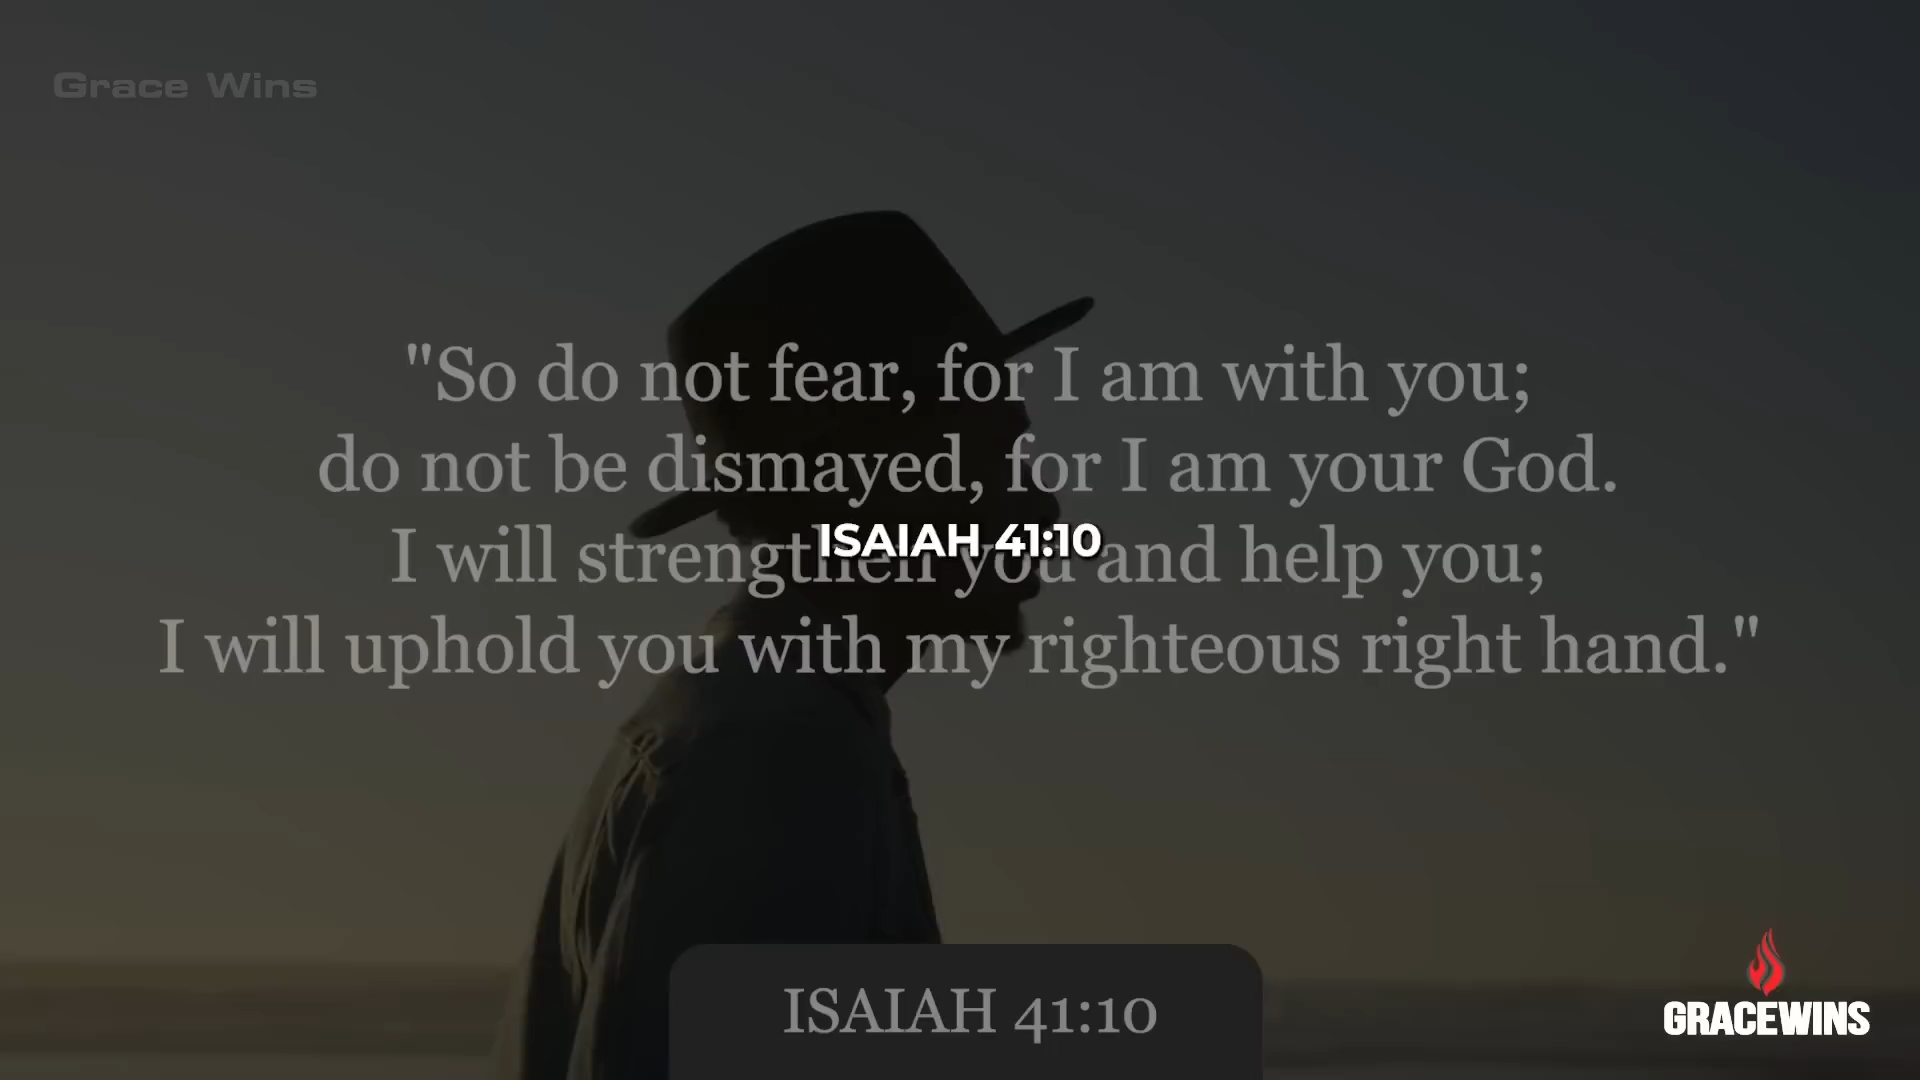 Grace Wins
"So do not fear, for I am with you;
do not be dismayed, for I am your God.
ISAIAH 41:10
I will strengthen you and help you;
I will uphold you with my righteous right hand."
ISAIAH 41:10
GRACEWINS